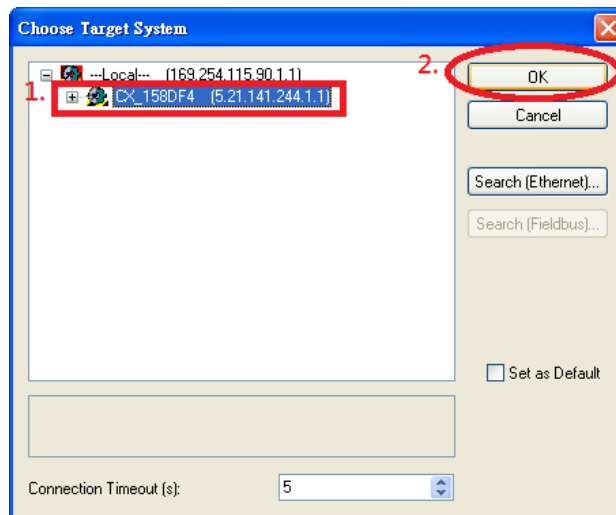 Choose Target System
---Local---   (169.254.115.90.1.1)
2.
OK
1.
CX_158DF4   (5.21.141.244.1.1)
Cancel
Search (Ethernet)...
Search (Fieldbus)...
Set as Default
Connection Timeout (s):
5